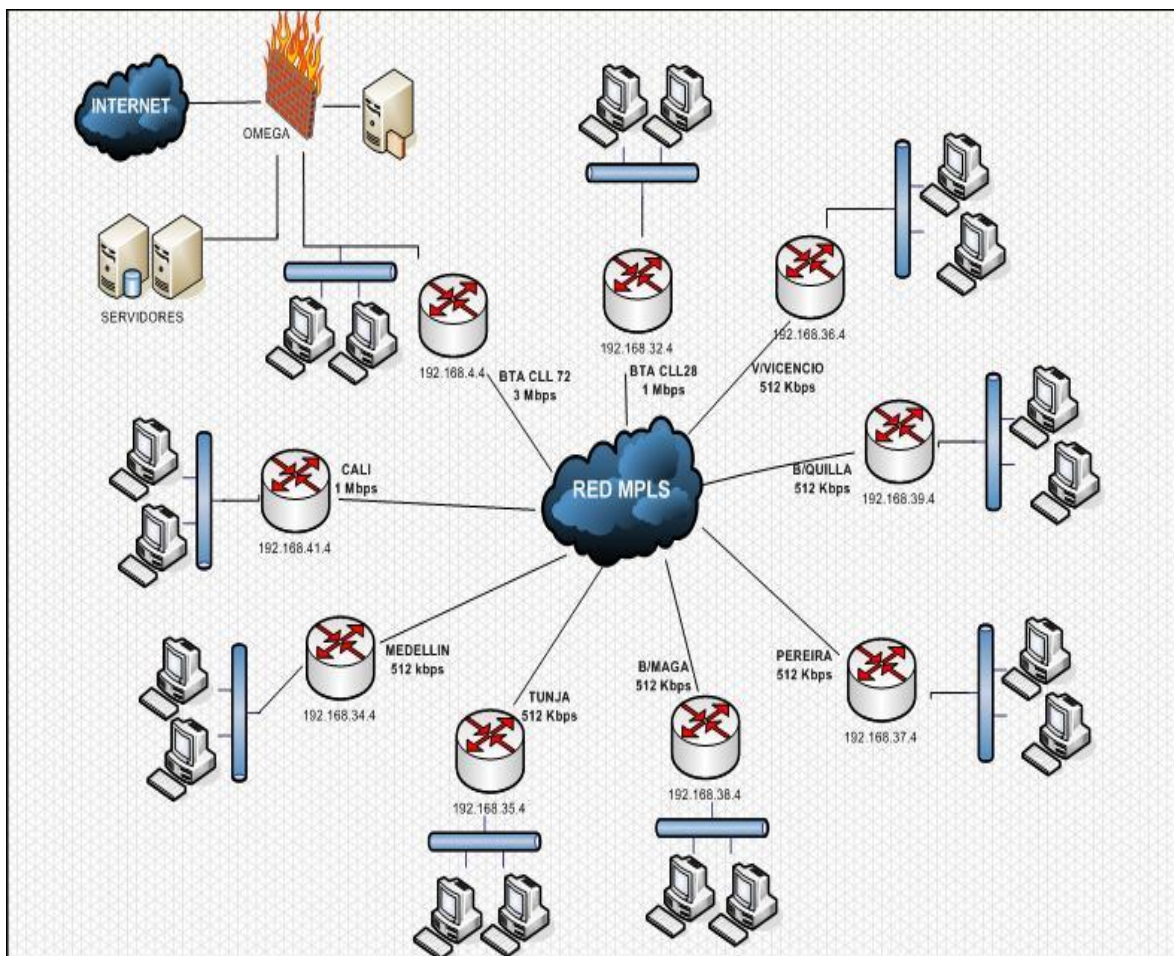 INTERNET
OMEGA
SERVIDORES
192.168.4.4
BTA CLL 72
3 Mbps
192.168.32.4
BTA CLL28
1 Mbps
192.168.36.4
V/VICENCIO
512 Kbps
B/QUILLA
512 Kbps
192.168.39.4
CALI
1 Mbps
192.168.41.4
RED MPLS
MEDELLIN
512 kbps
192.168.34.4
TUNJA
512 Kbps
192.168.35.4
B/MAGA
512 Kbps
192.168.38.4
PEREIRA
512 Kbps
192.168.37.4